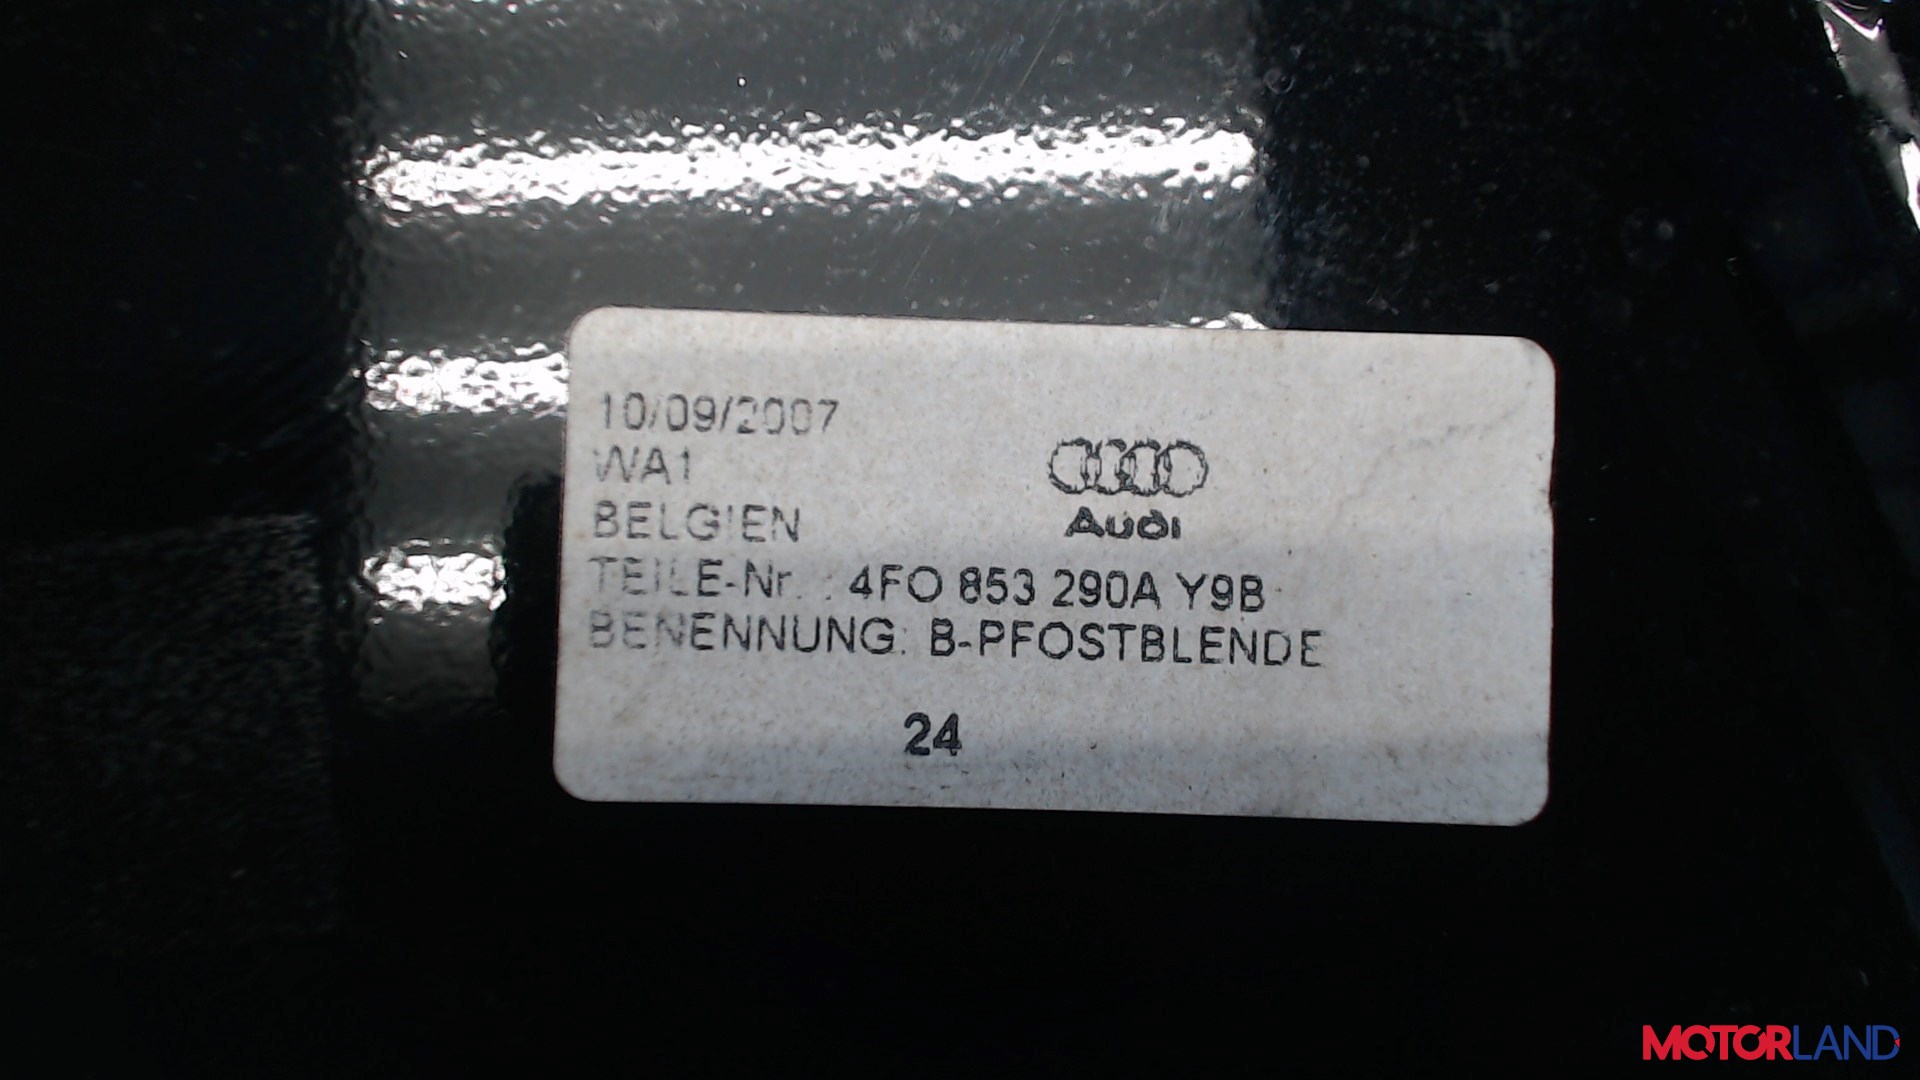 10/09/2007
WA1
BELGIEN
Audi
TEILE-Nr. : 4FO 853 290A Y9B
BENENNUNG: B-PFOSTBLENDE
24
MOTORLAND